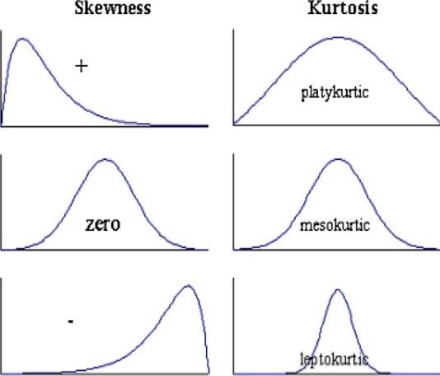 Skewness Kurtosis
+
platykurtic
zero
mesokurtic
-
leptokurtic